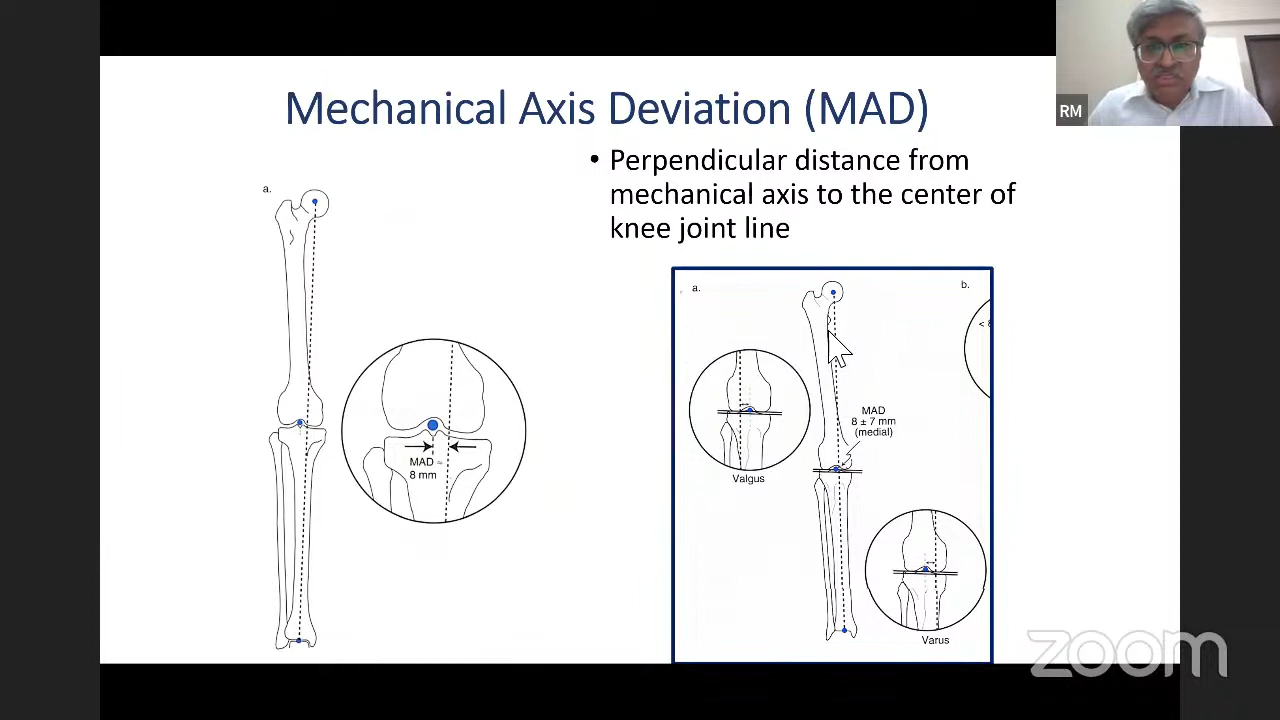 Mechanical Axis Deviation (MAD)
RM
• Perpendicular distance from
mechanical axis to the center of
knee joint line
a.
MAD ≈
8 mm
a.
b.
< 8
MAD
8 ± 7 mm
(medial)
Valgus
Varus
zoom